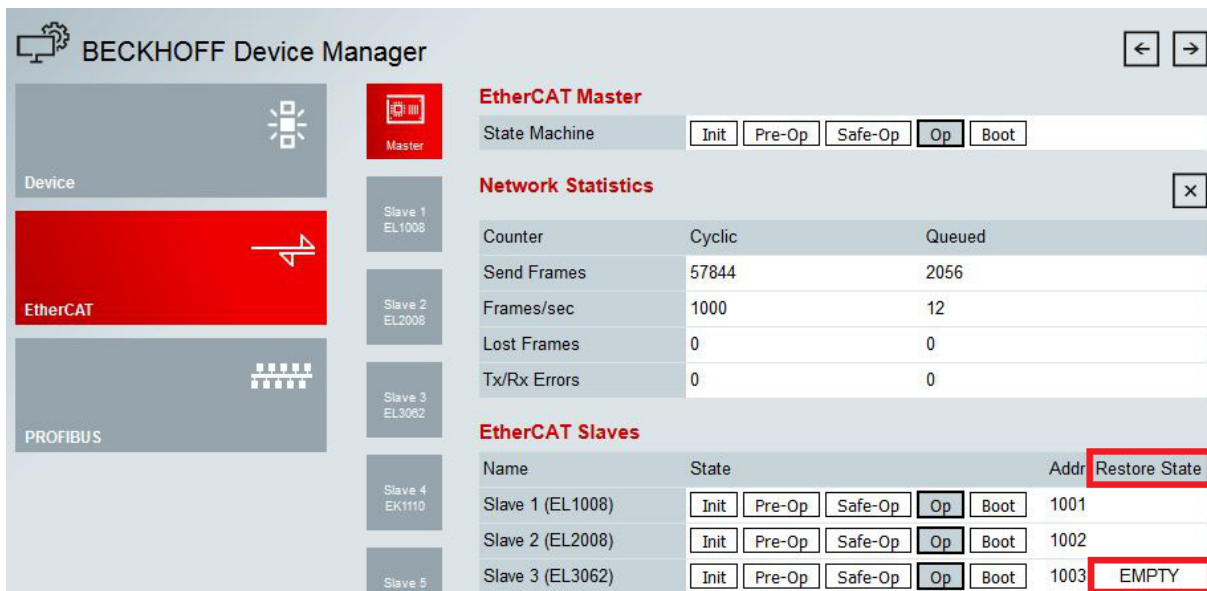 BECKHOFF Device Manager
← →
Device
EtherCAT
PROFIBUS
Master
Slave 1
EL1008
Slave 2
EL2008
Slave 3
EL3062
Slave 4
EK1110
Slave 5
EtherCAT Master
State Machine Init Pre-Op Safe-Op Op Boot
Network Statistics
×
Counter Cyclic Queued
Send Frames 57844 2056
Frames/sec 1000 12
Lost Frames 0 0
Tx/Rx Errors 0 0
EtherCAT Slaves
Name State Addr Restore State
Slave 1 (EL1008) Init Pre-Op Safe-Op Op Boot 1001
Slave 2 (EL2008) Init Pre-Op Safe-Op Op Boot 1002
Slave 3 (EL3062) Init Pre-Op Safe-Op Op Boot 1003 EMPTY